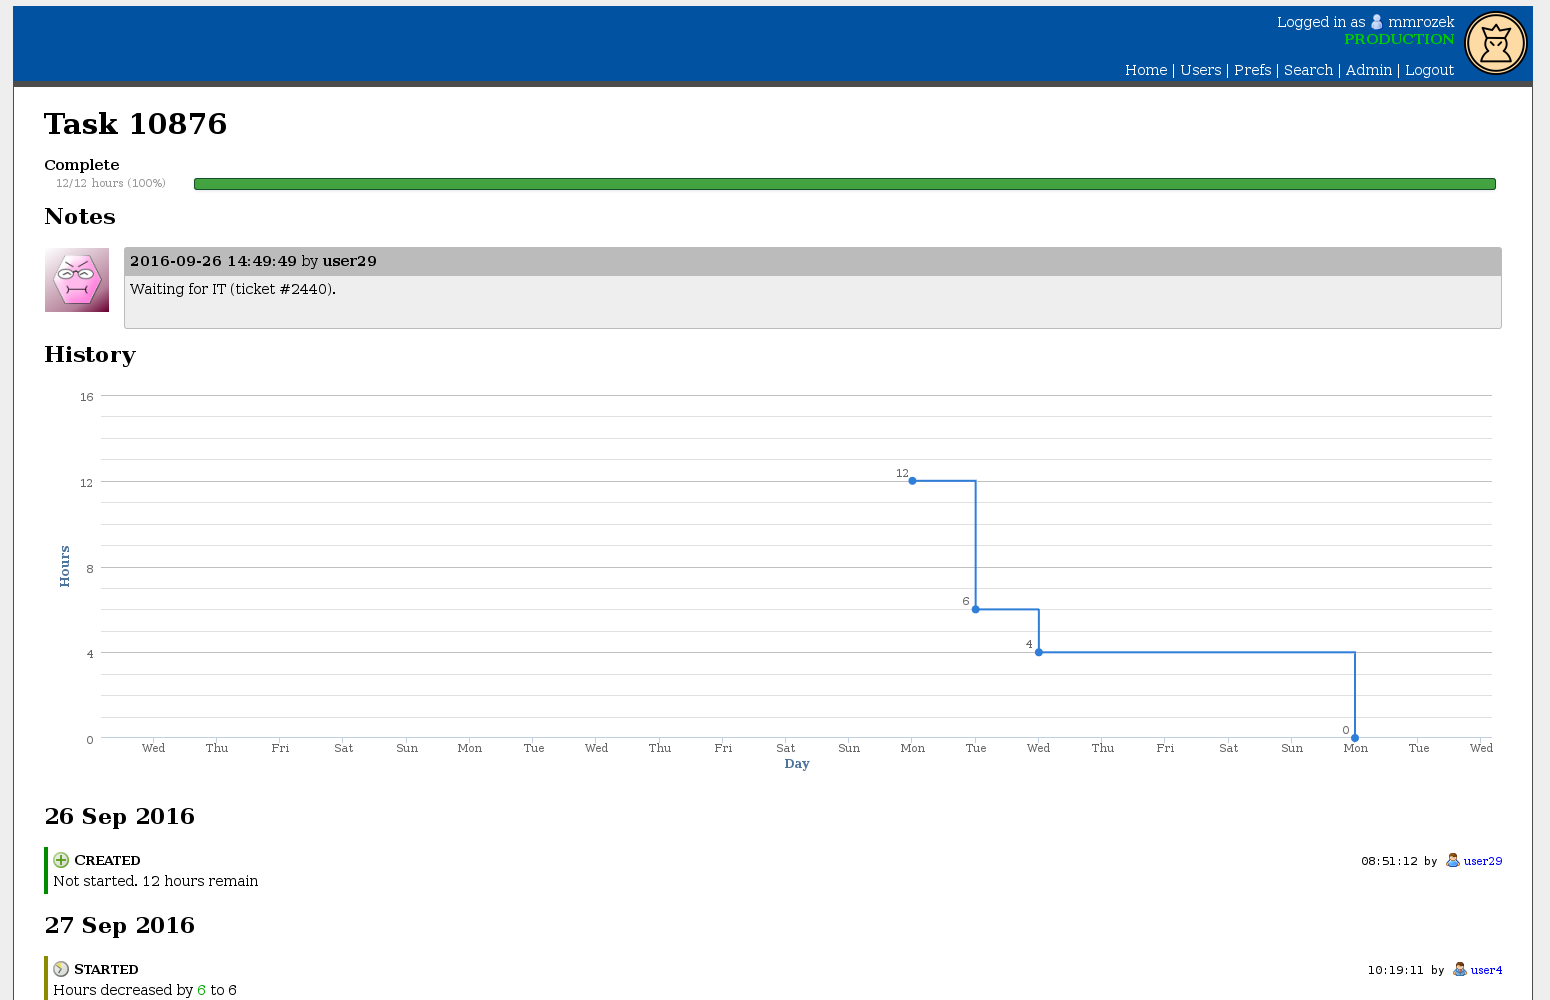 Logged in as mmrozek
PRODUCTION
Home | Users | Prefs | Search | Admin | Logout
Task 10876
Complete
12/12 hours (100%)
Notes
2016-09-26 14:49:49 by user29
Waiting for IT (ticket #2440).
History
16
12
8
4
0
Hours
12
6
4
0
Wed Thu Fri Sat Sun Mon Tue Wed Thu Fri Sat Sun Mon Tue Wed Thu Fri Sat Sun Mon Tue Wed
Day
26 Sep 2016
CREATED 08:51:12 by user29
Not started. 12 hours remain
27 Sep 2016
STARTED 10:19:11 by user4
Hours decreased by 6 to 6